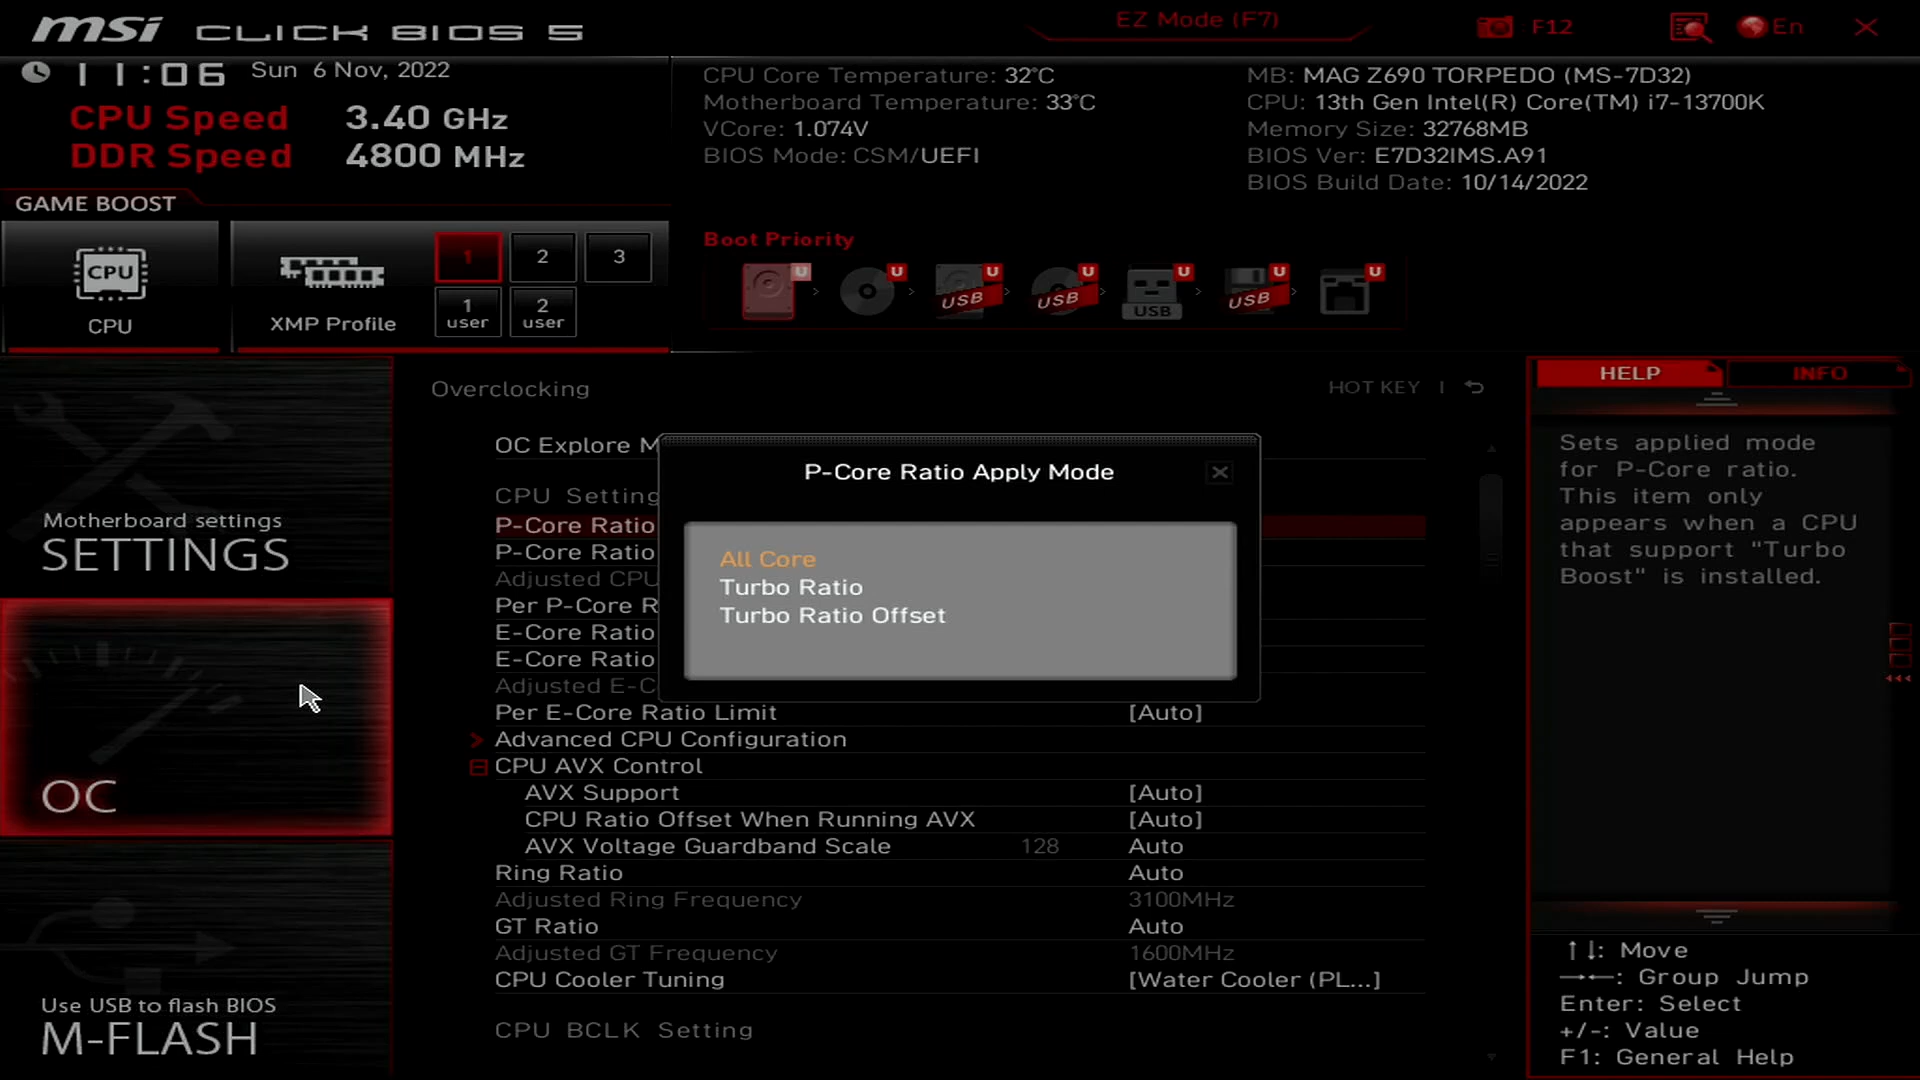 msi CLICK BIOS 5
EZ Mode (F7)
F12
En
11:06 Sun 6 Nov, 2022
CPU Speed 3.40 GHz
DDR Speed 4800 MHz
CPU Core Temperature: 32°C
Motherboard Temperature: 33°C
VCore: 1.074V
BIOS Mode: CSM/UEFI
MB: MAG Z690 TORPEDO (MS-7D32)
CPU: 13th Gen Intel(R) Core(TM) i7-13700K
Memory Size: 32768MB
BIOS Ver: E7D32IMS.A91
BIOS Build Date: 10/14/2022
GAME BOOST
CPU
CPU
XMP Profile
1 2 3
1 user
2 user
Boot Priority
U U U U U U U
USB USB USB USB
Motherboard settings
SETTINGS
OC
Use USB to flash BIOS
M-FLASH
Overclocking
HOT KEY |
OC Explore M
CPU Setting
P-Core Ratio
P-Core Ratio
Adjusted CPU
Per P-Core R
E-Core Ratio
E-Core Ratio
Adjusted E-C
Per E-Core Ratio Limit [Auto]
> Advanced CPU Configuration
CPU AVX Control
AVX Support [Auto]
CPU Ratio Offset When Running AVX [Auto]
AVX Voltage Guardband Scale 128 Auto
Ring Ratio Auto
Adjusted Ring Frequency 3100MHz
GT Ratio Auto
Adjusted GT Frequency 1600MHz
CPU Cooler Tuning [Water Cooler (PL...]
CPU BCLK Setting
P-Core Ratio Apply Mode
All Core
Turbo Ratio
Turbo Ratio Offset
HELP
INFO
Sets applied mode
for P-Core ratio.
This item only
appears when a CPU
that support "Turbo
Boost" is installed.
↑↓: Move
→←: Group Jump
Enter: Select
+/-: Value
F1: General Help